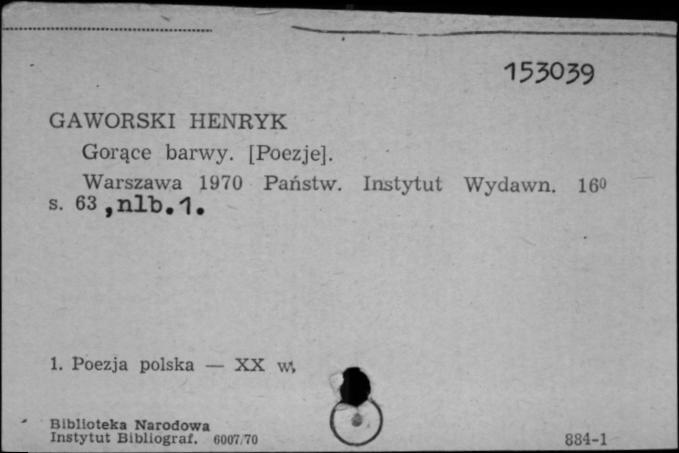 153039
GAWORSKI HENRYK
Gorące barwy. [Poezje].
Warszawa 1970 Państw. Instytut Wydawn. 16⁰
s. 63 , nlb. 1.
1. Poezja polska — XX w.
Biblioteka Narodowa
Instytut Bibliograf. 6007/70
884-1